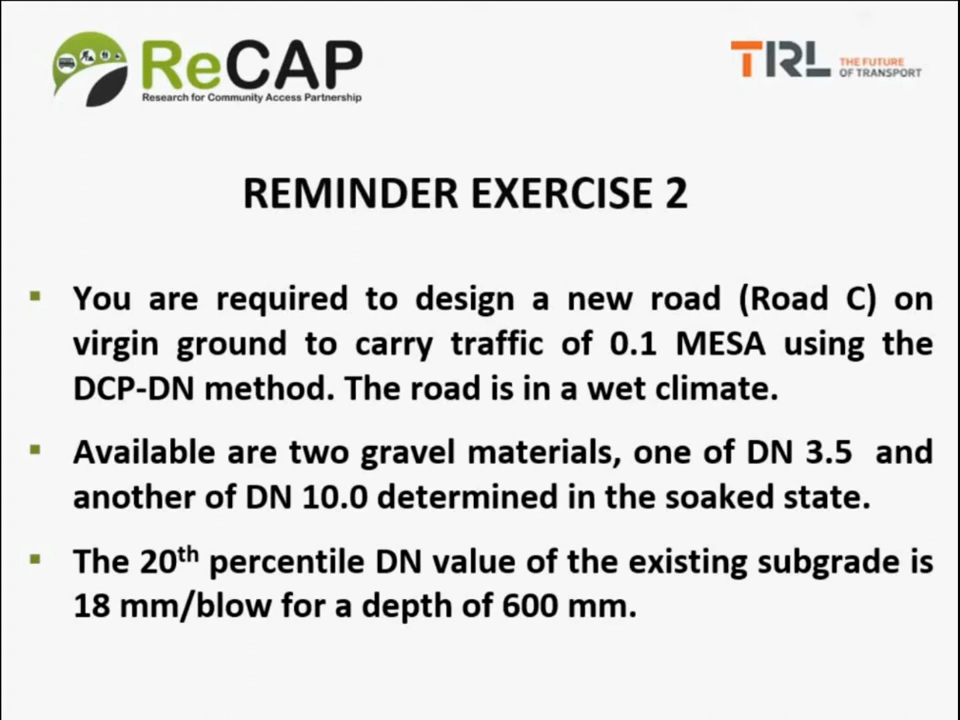 ReCAP
Research for Community Access Partnership
TRL THE FUTURE
OF TRANSPORT
REMINDER EXERCISE 2
▪ You are required to design a new road (Road C) on
virgin ground to carry traffic of 0.1 MESA using the
DCP-DN method. The road is in a wet climate.
▪ Available are two gravel materials, one of DN 3.5 and
another of DN 10.0 determined in the soaked state.
▪ The 20th percentile DN value of the existing subgrade is
18 mm/blow for a depth of 600 mm.